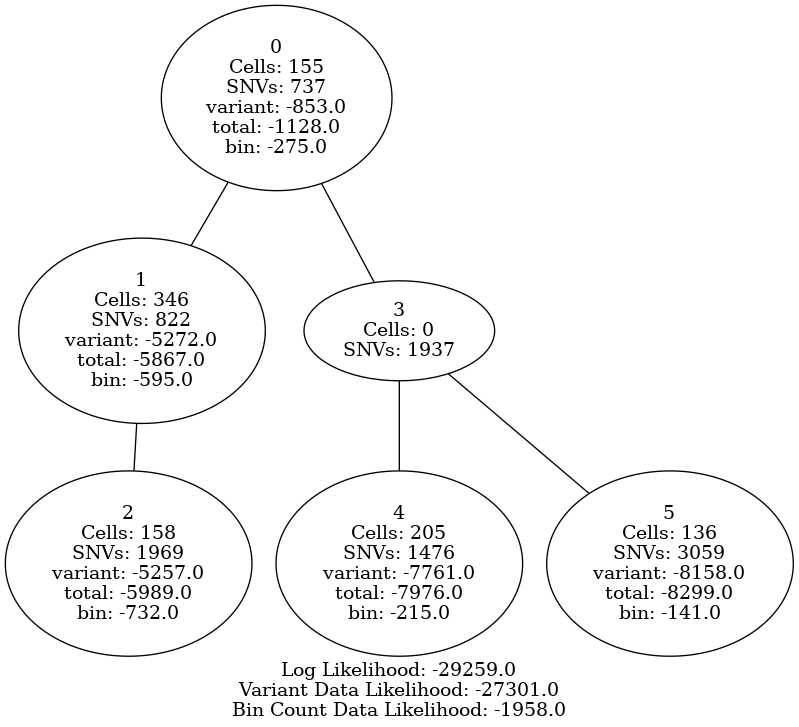 0
Cells: 155
SNVs: 737
variant: -853.0
total: -1128.0
bin: -275.0
1
Cells: 346
SNVs: 822
variant: -5272.0
total: -5867.0
bin: -595.0
3
Cells: 0
SNVs: 1937
2
Cells: 158
SNVs: 1969
variant: -5257.0
total: -5989.0
bin: -732.0
4
Cells: 205
SNVs: 1476
variant: -7761.0
total: -7976.0
bin: -215.0
5
Cells: 136
SNVs: 3059
variant: -8158.0
total: -8299.0
bin: -141.0
Log Likelihood: -29259.0
Variant Data Likelihood: -27301.0
Bin Count Data Likelihood: -1958.0